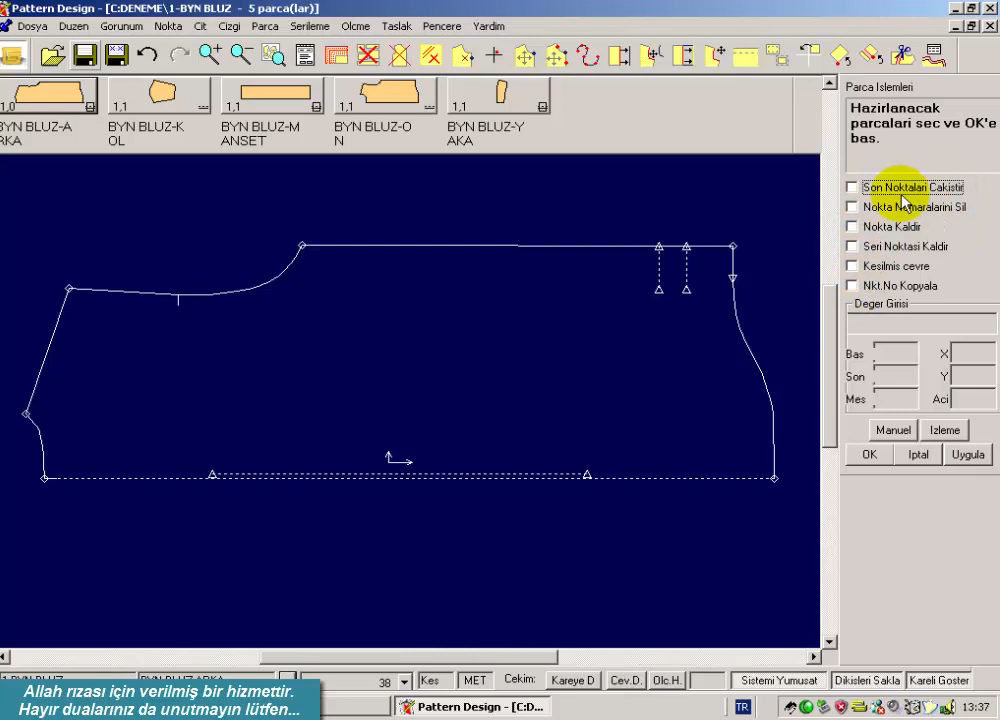 Pattern Design - [C:DENEME\1-BYN BLUZ - 5 parca(lar)]
Dosya Duzen Gorunum Nokta Cit Cizgi Parca Serileme Olcme Taslak Pencere Yardim
1,0 1,1 1,1 1,1 1,1
BYN BLUZ-A
RKA
BYN BLUZ-K
OL
BYN BLUZ-M
ANSET
BYN BLUZ-O
N
BYN BLUZ-Y
AKA
Parca Islemleri
Hazirlanacak
parcalari sec ve OK'e
bas.
Son Noktalari Cakistir
Nokta Numaralarini Sil
Nokta Kaldir
Seri Noktasi Kaldir
Kesilmis cevre
Nkt.No Kopyala
Deger Girisi
Bas X
Son Y
Mes Aci
Manuel Izleme
OK Iptal Uygula
38 Kes MET Cekim: Kareye D Cev.D. Olc.H. Sistemi Yumusat Dikisleri Sakla Kareli Goster
Allah rızası için verilmiş bir hizmettir.
Hayır dualarınız da unutmayın lütfen...
Pattern Design - [C:D...
TR
13:37